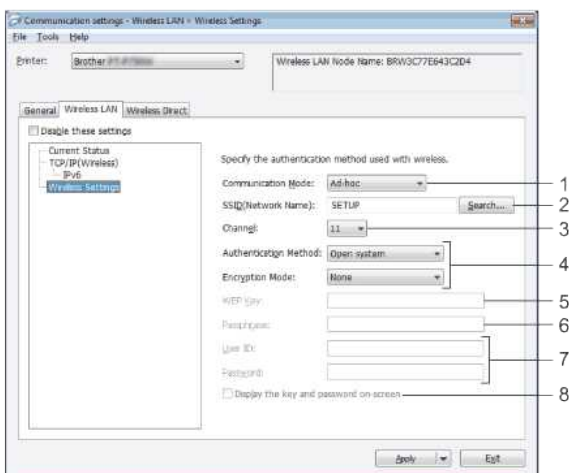 Communication settings - Wireless LAN > Wireless Settings
File Tools Help
Printer: Brother
Wireless LAN Node Name: BRW3C77E643C2D4
General Wireless LAN Wireless Direct
Disable these settings
Current Status
TCP/IP(Wireless)
IPv6
Wireless Settings
Specify the authentication method used with wireless.
Communication Mode: Ad-hoc 1
SSID(Network Name): SETUP Search... 2
Channel: 11 3
Authentication Method: Open system
4
Encryption Mode: None
WEP Key: 5
Passphrase: 6
User ID:
7
Password:
Display the key and password on-screen 8
Apply Exit